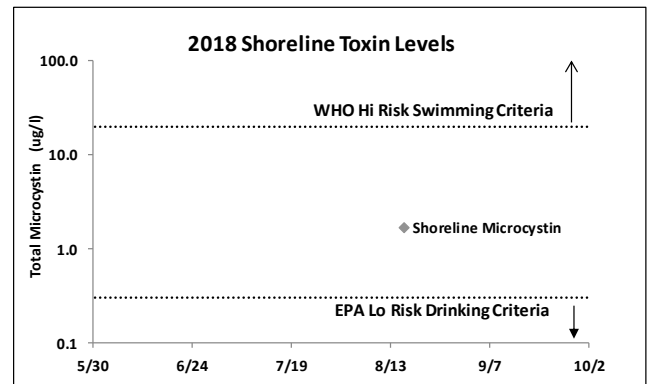 2018 Shoreline Toxin Levels
100.0
WHO Hi Risk Swimming Criteria
10.0
Total Microcystin (ug/l)
Shoreline Microcystin
1.0
EPA Lo Risk Drinking Criteria
0.1
5/30 6/24 7/19 8/13 9/7 10/2